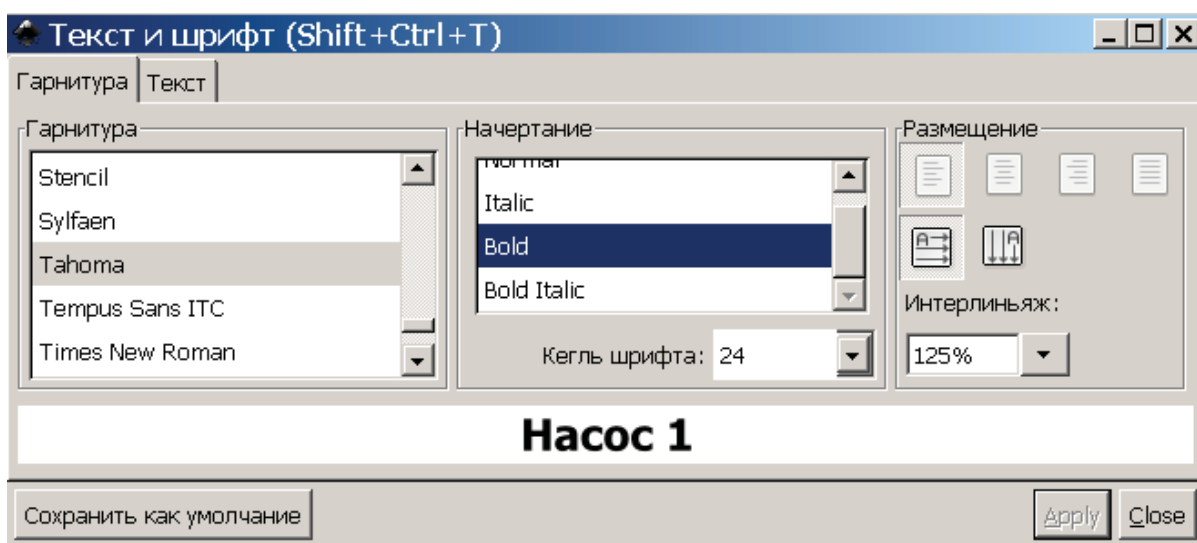 Текст и шрифт (Shift+Ctrl+T)
Гарнитура Текст
Гарнитура
Stencil
Sylfaen
Tahoma
Tempus Sans ITC
Times New Roman
Начертание
Normal
Italic
Bold
Bold Italic
Кегль шрифта: 24
Размещение
Интерлиньяж:
125%
Насос 1
Сохранить как умолчание
Apply Close